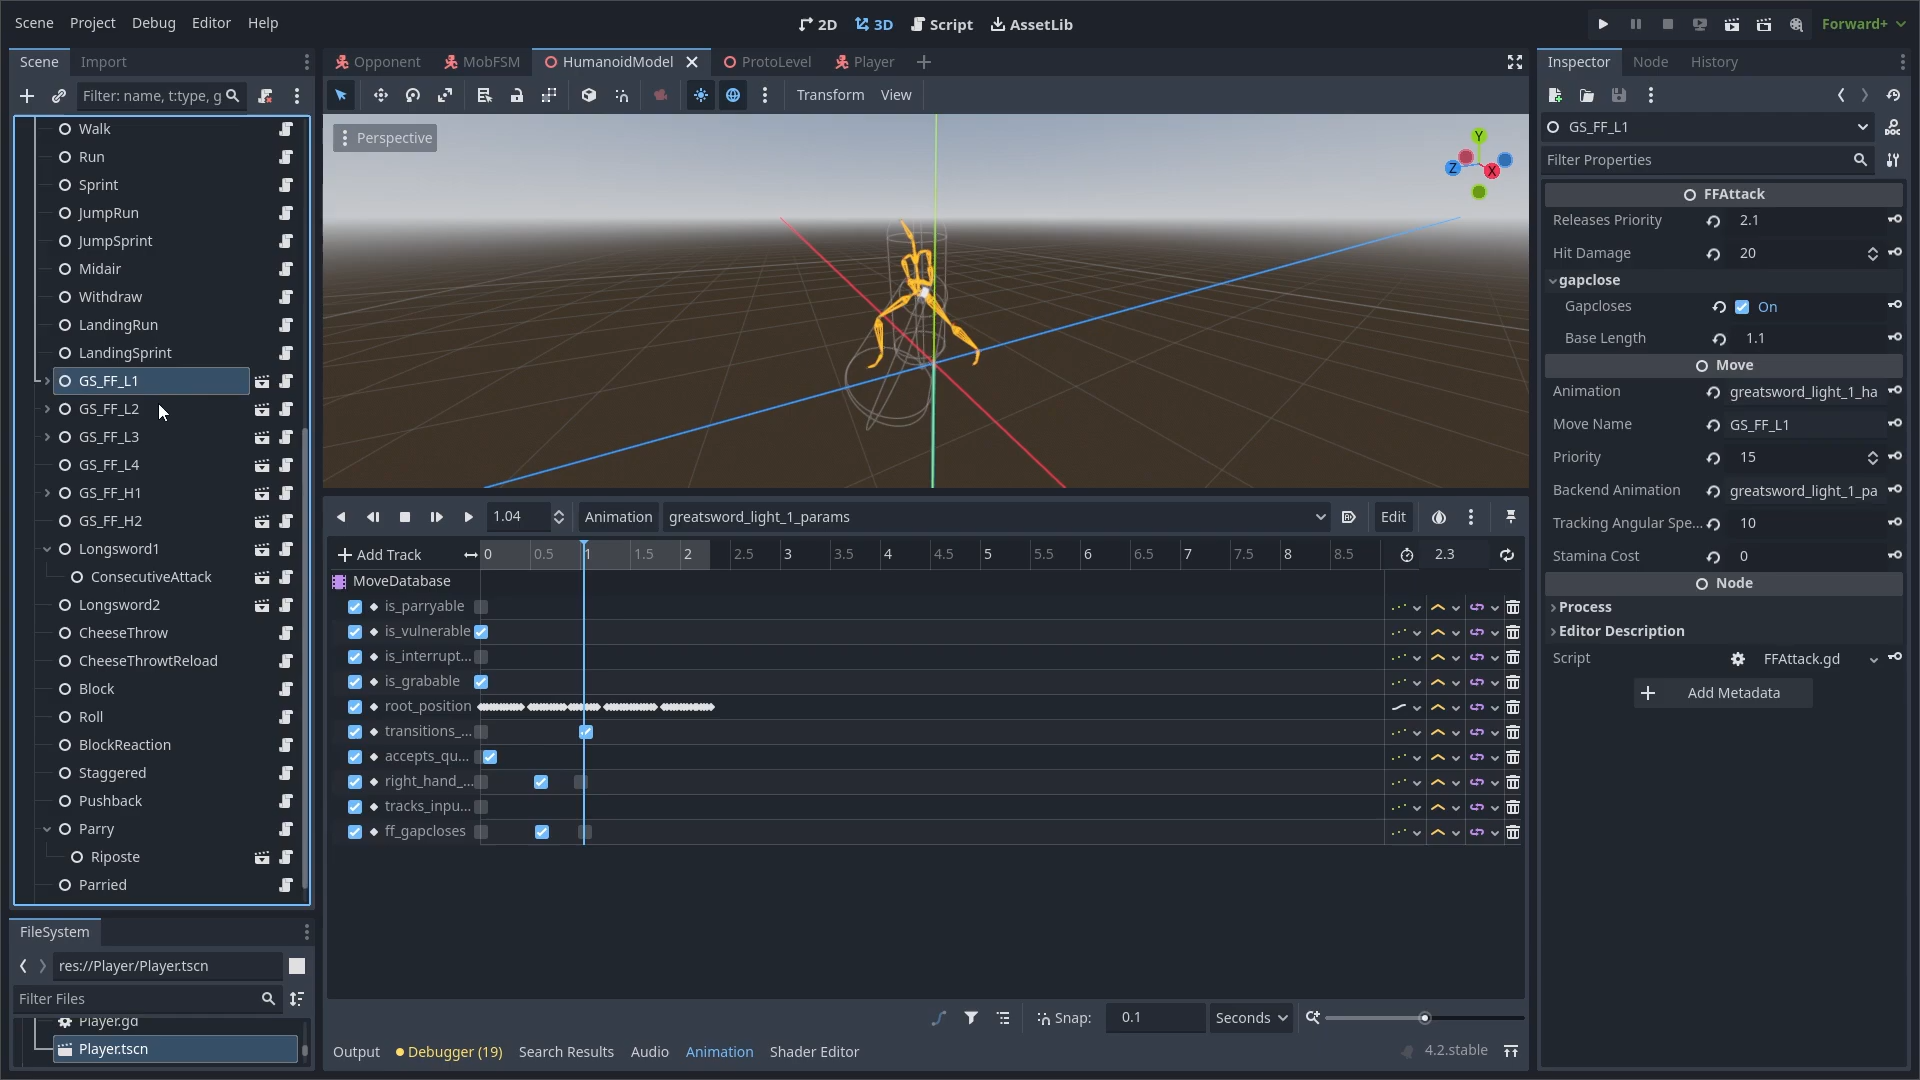 Scene Project Debug Editor Help
2D 3D Script AssetLib
Forward+
Scene Import
Filter: name, t:type, g
Walk
Run
Sprint
JumpRun
JumpSprint
Midair
Withdraw
LandingRun
LandingSprint
GS_FF_L1
GS_FF_L2
GS_FF_L3
GS_FF_L4
GS_FF_H1
GS_FF_H2
Longsword1
ConsecutiveAttack
Longsword2
CheeseThrow
CheeseThrowtReload
Block
Roll
BlockReaction
Staggered
Pushback
Parry
Riposte
Parried
FileSystem
res://Player/Player.tscn
Filter Files
Player.gd
Player.tscn
Opponent MobFSM HumanoidModel ProtoLevel Player
Transform View
Perspective
Y
Z X
1.04 Animation greatsword_light_1_params Edit
Add Track 0 0.5 1 1.5 2 2.5 3 3.5 4 4.5 5 5.5 6 6.5 7 7.5 8 8.5 2.3
MoveDatabase
is_parryable
is_vulnerable
is_interrupt...
is_grabable
root_position
transitions_...
accepts_qu...
right_hand_...
tracks_inpu...
ff_gapcloses
Snap: 0.1 Seconds
Output Debugger (19) Search Results Audio Animation Shader Editor 4.2.stable
Inspector Node History
GS_FF_L1
Filter Properties
FFAttack
Releases Priority 2.1
Hit Damage 20
gapclose
Gapcloses On
Base Length 1.1
Move
Animation greatsword_light_1_ha
Move Name GS_FF_L1
Priority 15
Backend Animation greatsword_light_1_pa
Tracking Angular Spe... 10
Stamina Cost 0
Node
Process
Editor Description
Script FFAttack.gd
Add Metadata